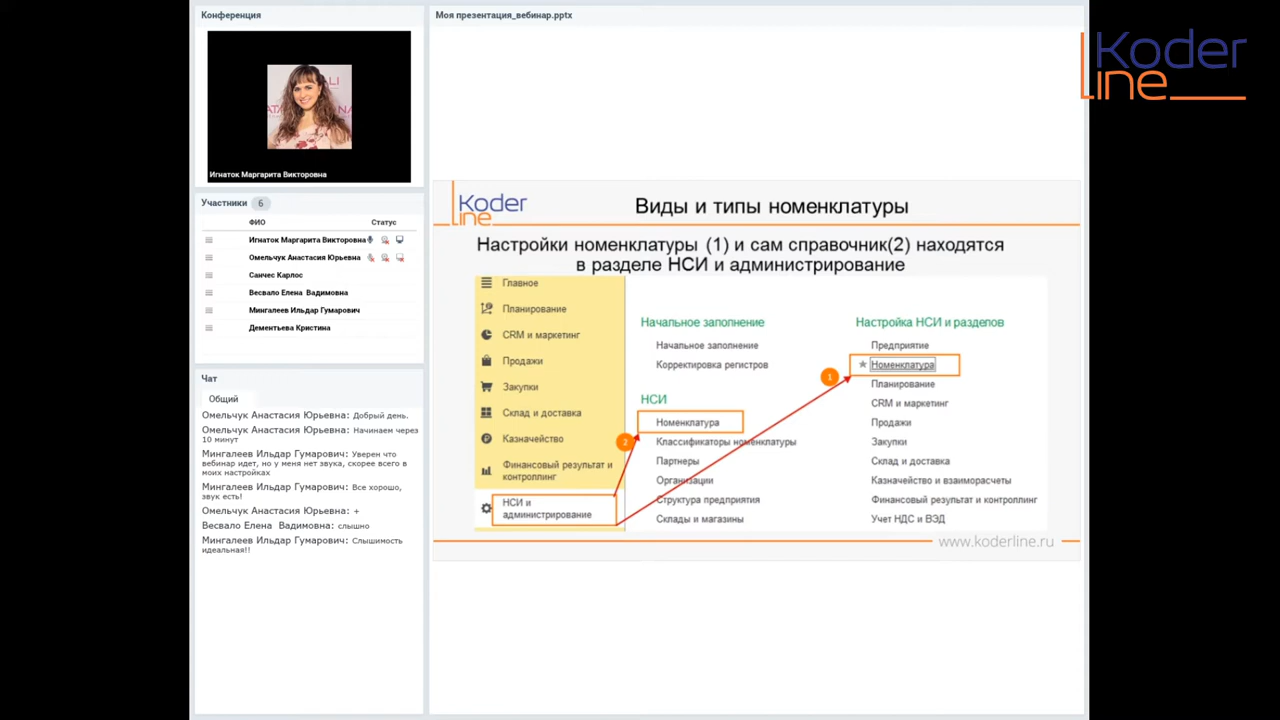 Конференция
Игнаток Маргарита Викторовна
Участники 6
ФИО Статус
Игнаток Маргарита Викторовна
Омельчук Анастасия Юрьевна
Санчес Карлос
Весвало Елена Вадимовна
Мингалеев Ильдар Гумарович
Дементьева Кристина
Чат
Общий
Омельчук Анастасия Юрьевна: Добрый день.
Омельчук Анастасия Юрьевна: Начинаем через
10 минут
Мингалеев Ильдар Гумарович: Уверен что
вебинар идет, но у меня нет звука, скорее всего в
моих настройках
Мингалеев Ильдар Гумарович: Все хорошо,
звук есть!
Омельчук Анастасия Юрьевна: +
Весвало Елена Вадимовна: слышно
Мингалеев Ильдар Гумарович: Слышимость
идеальная!!
Моя презентация_вебинар.pptx
Koder
line
Koder
line
Виды и типы номенклатуры
Настройки номенклатуры (1) и сам справочник(2) находятся
в разделе НСИ и администрирование
Главное
Планирование
CRM и маркетинг
Продажи
Закупки
Склад и доставка
Казначейство
Финансовый результат и
контроллинг
НСИ и
администрирование
Начальное заполнение
Начальное заполнение
Корректировка регистров
НСИ
2
Номенклатура
Классификаторы номенклатуры
Партнеры
Организации
Структура предприятия
Склады и магазины
Настройка НСИ и разделов
Предприятие
1
Номенклатура
Планирование
CRM и маркетинг
Продажи
Закупки
Склад и доставка
Казначейство и взаиморасчеты
Финансовый результат и контроллинг
Учет НДС и ВЭД
www.koderline.ru